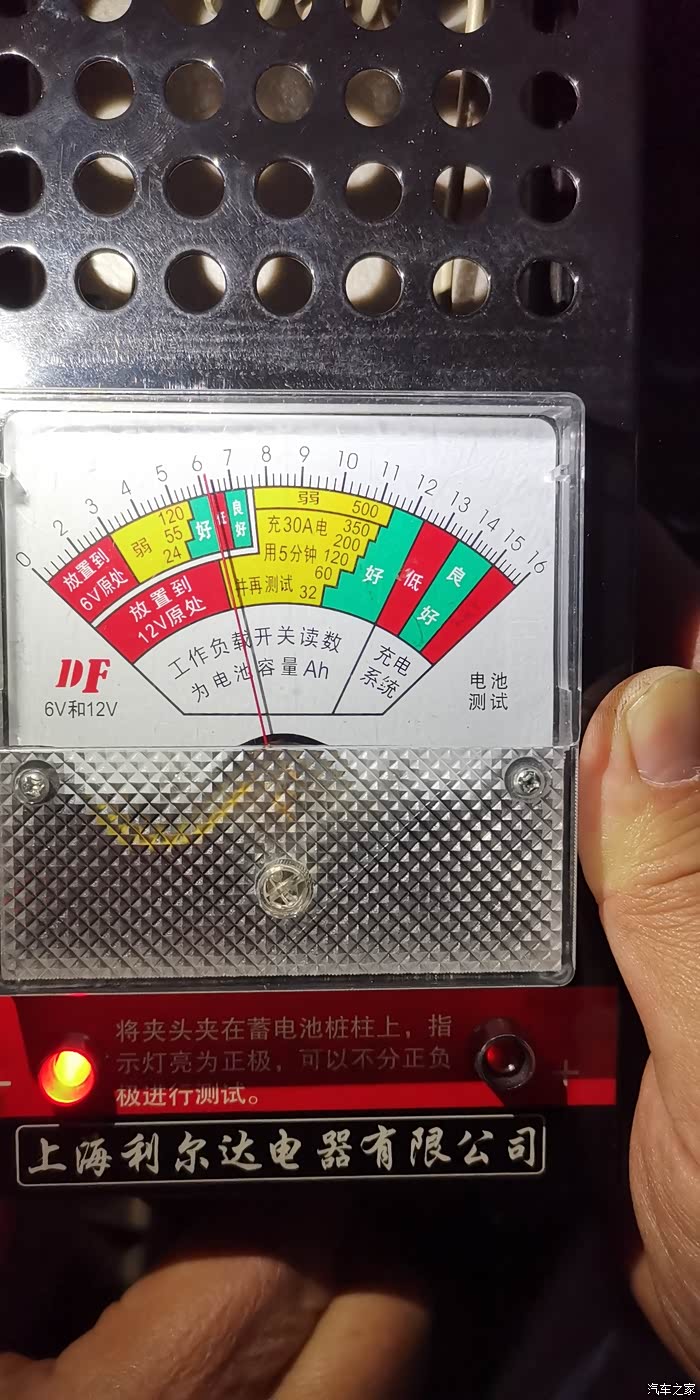 0 2 3 4 5 6 7 8 9 10 11 12 13 14 15 16
放置到
6V原处
弱
120
55
24
好
低
良
好
弱
500
充30A电 350
200
用5分钟 120
60
并再测试 32
好
低
良
好
放置到
12V原处
工作负载开关读数
为电池容量Ah
充电
系统
DF
6V和12V
电池
测试
将夹头夹在蓄电池桩柱上，指
示灯亮为正极，可以不分正负
极进行测试。
− +
上海利尔达电器有限公司
汽车之家